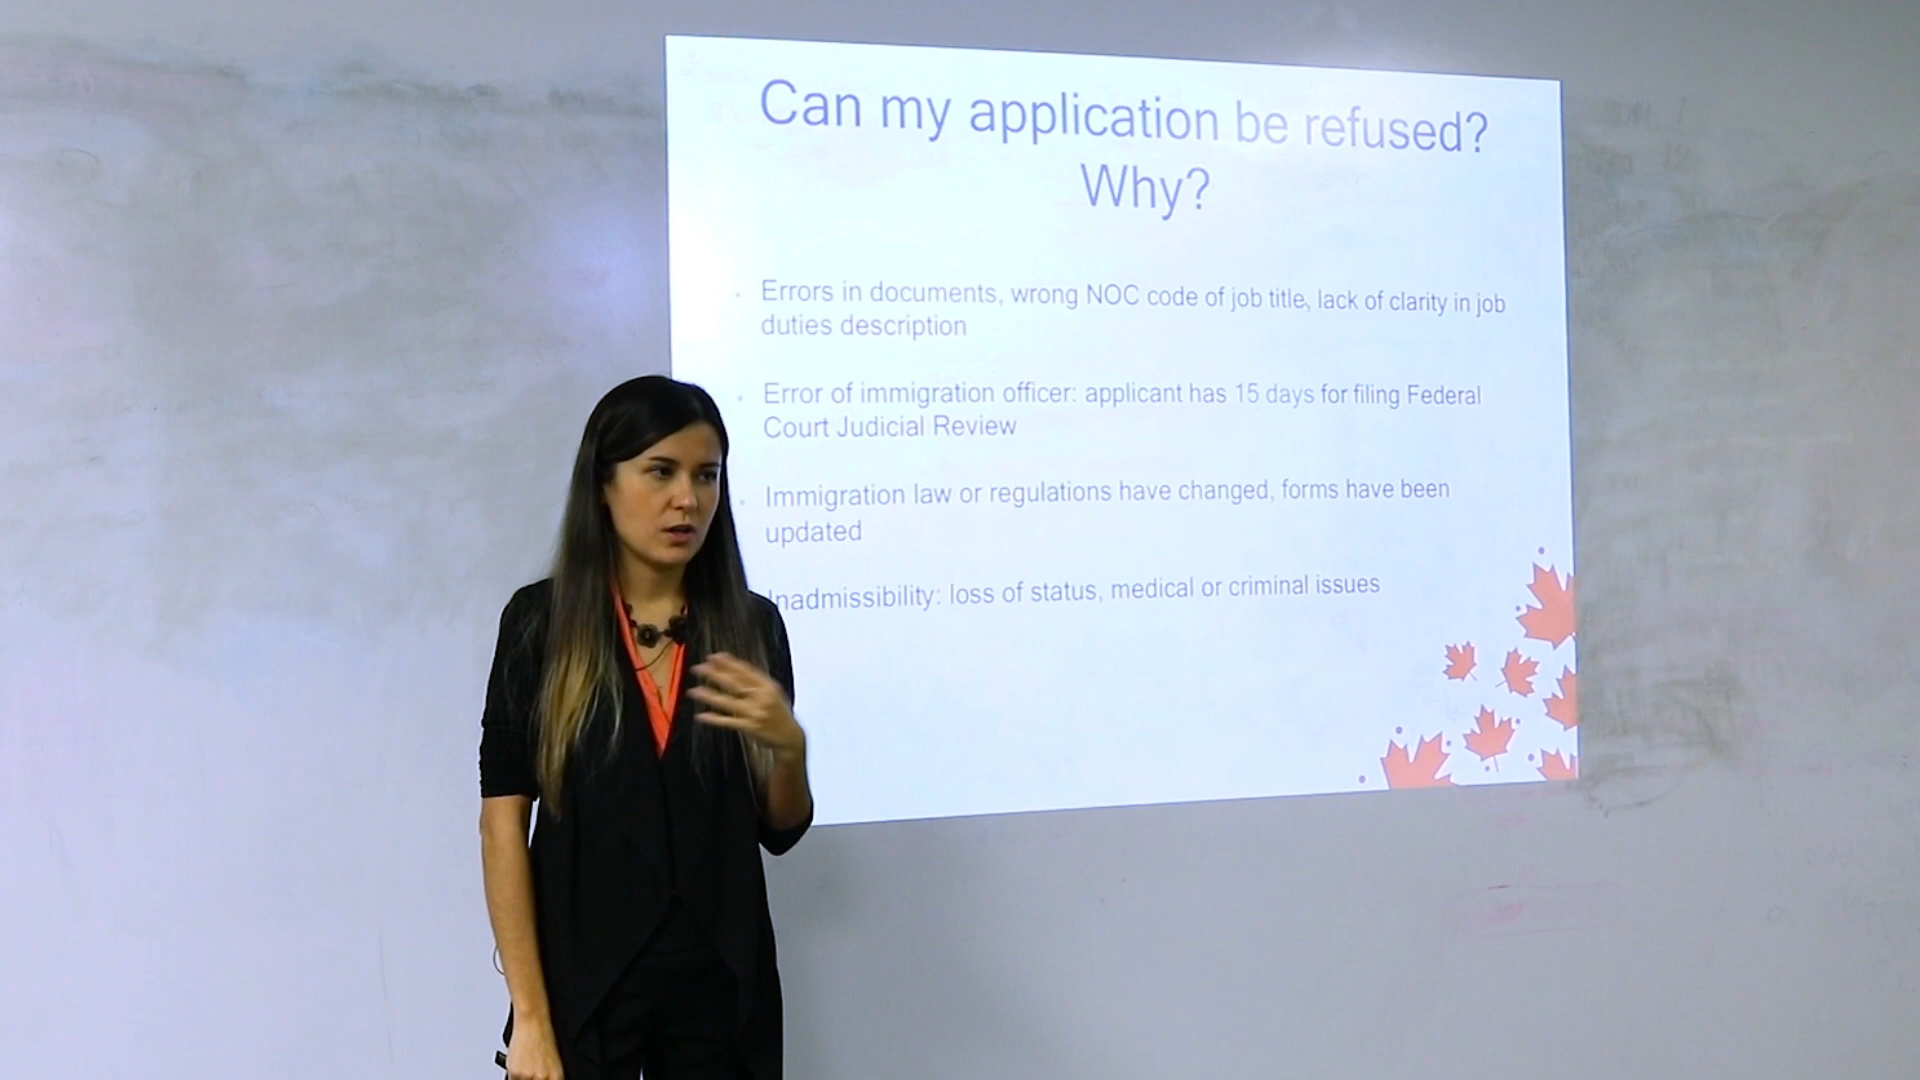 Can my application be refused?
Why?
Errors in documents, wrong NOC code of job title, lack of clarity in job
duties description
Error of immigration officer: applicant has 15 days for filing Federal
Court Judicial Review
Immigration law or regulations have changed, forms have been
updated
Inadmissibility: loss of status, medical or criminal issues